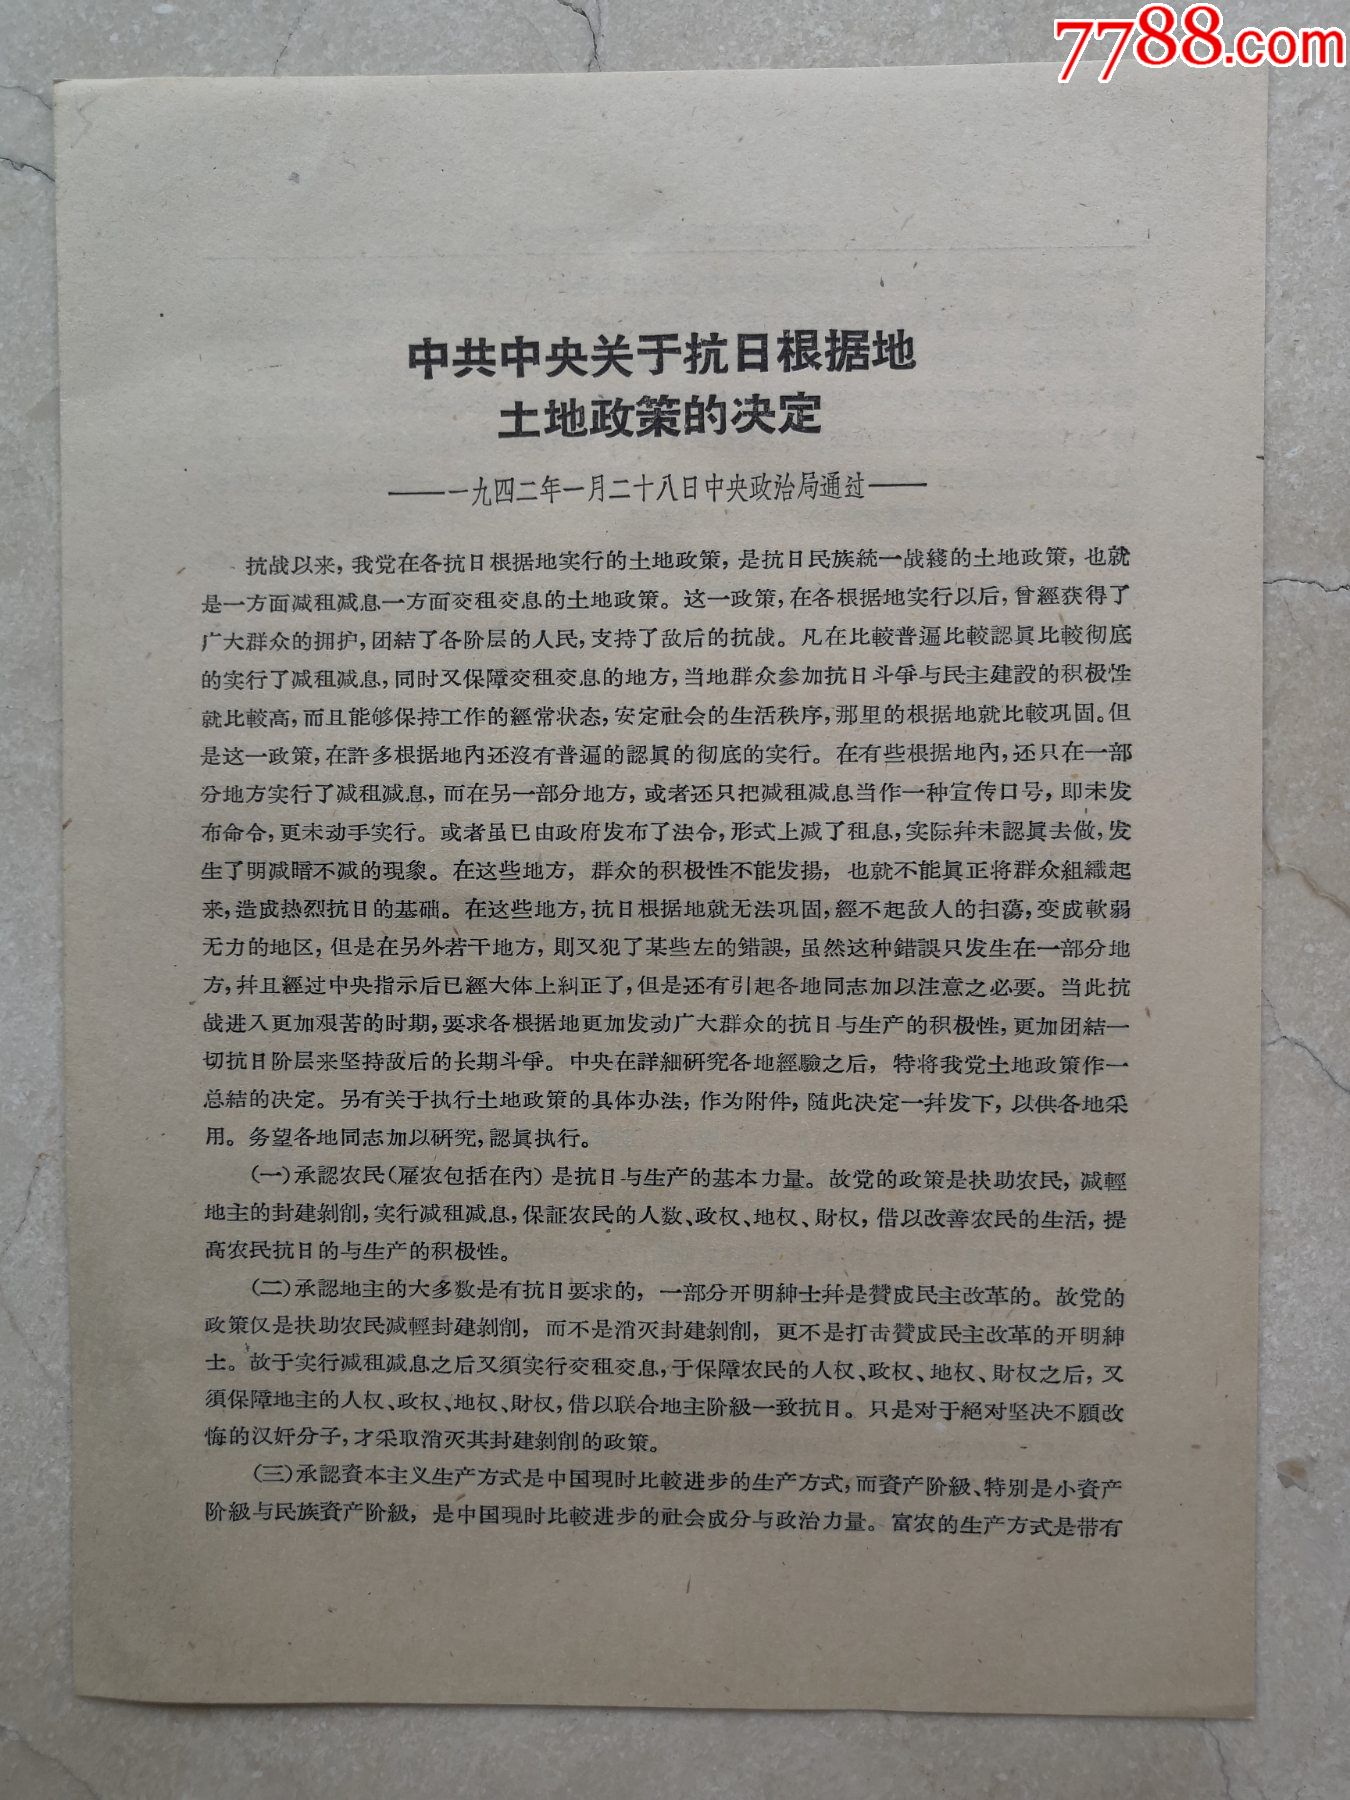 7788.com
中共中央关于抗日根据地
土地政策的决定
——一九四二年一月二十八日中央政治局通过——
抗战以来，我党在各抗日根据地实行的土地政策，是抗日民族統一战綫的土地政策，也就
是一方面减租减息一方面交租交息的土地政策。这一政策，在各根据地实行以后，曾經获得了
广大群众的拥护，团結了各阶层的人民，支持了敌后的抗战。凡在比較普遍比較認眞比較彻底
的实行了减租减息，同时又保障交租交息的地方，当地群众参加抗日斗爭与民主建設的积极性
就比較高，而且能够保持工作的經常状态，安定社会的生活秩序，那里的根据地就比較巩固。但
是这一政策，在許多根据地內还沒有普遍的認眞的彻底的实行。在有些根据地內，还只在一部
分地方实行了减租减息，而在另一部分地方，或者还只把减租减息当作一种宣传口号，即未发
布命令，更未动手实行。或者虽已由政府发布了法令，形式上减了租息，实际幷未認眞去做，发
生了明减暗不减的現象。在这些地方，群众的积极性不能发揚，也就不能眞正将群众組織起
来，造成热烈抗日的基础。在这些地方，抗日根据地就无法巩固，經不起敌人的扫蕩，变成軟弱
无力的地区，但是在另外若干地方，則又犯了某些左的錯誤，虽然这种錯誤只发生在一部分地
方，幷且經过中央指示后已經大体上糾正了，但是还有引起各地同志加以注意之必要。当此抗
战进入更加艰苦的时期，要求各根据地更加发动广大群众的抗日与生产的积极性，更加团結一
切抗日阶层来坚持敌后的长期斗爭。中央在詳細研究各地經驗之后，特将我党土地政策作一
总結的决定。另有关于执行土地政策的具体办法，作为附件，随此决定一幷发下，以供各地采
用。务望各地同志加以研究，認眞执行。
(一)承認农民(雇农包括在內)是抗日与生产的基本力量。故党的政策是扶助农民，减輕
地主的封建剝削，实行减租减息，保証农民的人数、政权、地权、財权，借以改善农民的生活，提
高农民抗日的与生产的积极性。
(二)承認地主的大多数是有抗日要求的，一部分开明紳士幷是贊成民主改革的。故党的
政策仅是扶助农民减輕封建剝削，而不是消灭封建剝削，更不是打击贊成民主改革的开明紳
士。故于实行减租减息之后又須实行交租交息，于保障农民的人权、政权、地权、財权之后，又
須保障地主的人权、政权、地权、財权，借以联合地主阶級一致抗日。只是对于絕对坚决不願改
悔的汉奸分子，才采取消灭其封建剝削的政策。
(三)承認資本主义生产方式是中国現时比較进步的生产方式，而資产阶級、特別是小資产
阶級与民族資产阶級，是中国現时比較进步的社会成分与政治力量。富农的生产方式是带有